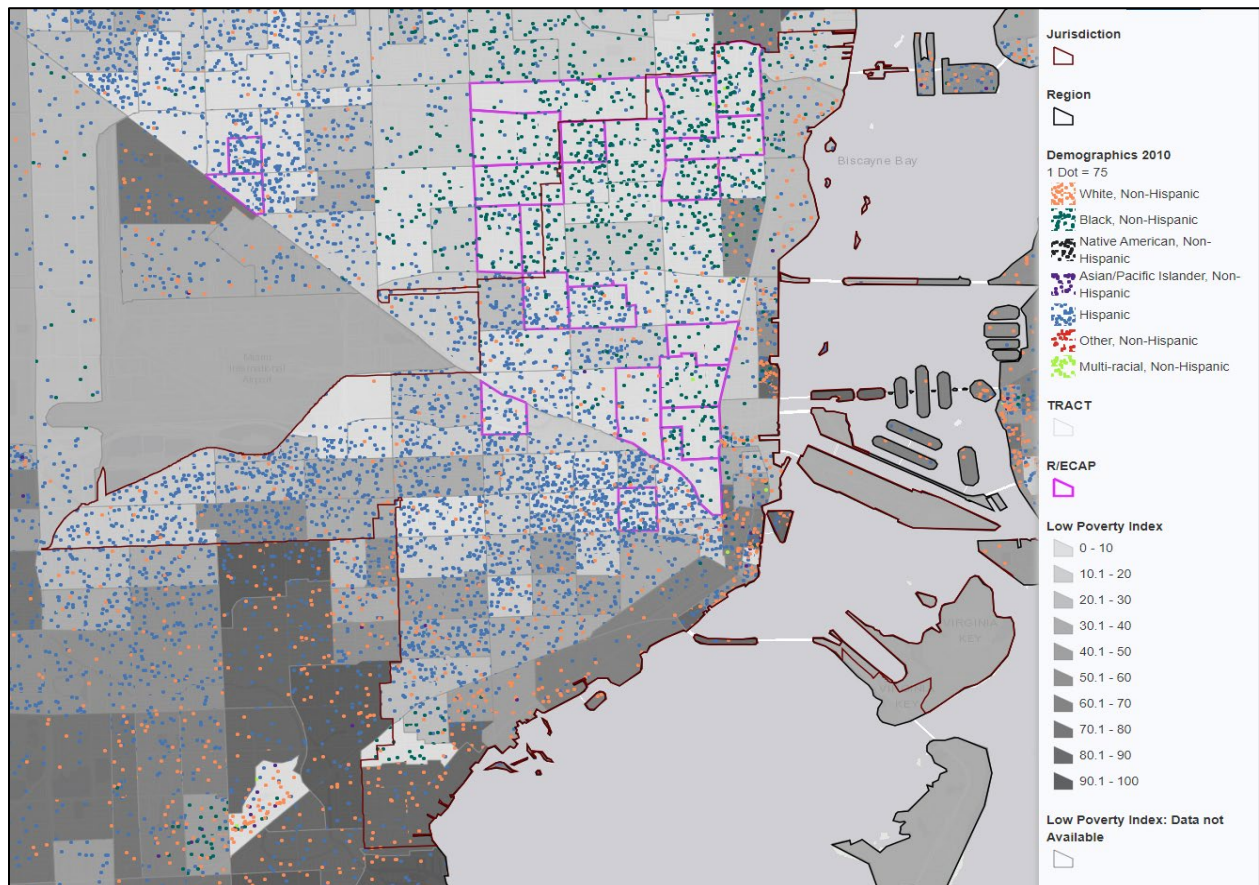 Jurisdiction
Region
Demographics 2010
1 Dot = 75
White, Non-Hispanic
Black, Non-Hispanic
Native American, Non-
Hispanic
Asian/Pacific Islander, Non-
Hispanic
Hispanic
Other, Non-Hispanic
Multi-racial, Non-Hispanic
TRACT
R/ECAP
Low Poverty Index
0 - 10
10.1 - 20
20.1 - 30
30.1 - 40
40.1 - 50
50.1 - 60
60.1 - 70
70.1 - 80
80.1 - 90
90.1 - 100
Low Poverty Index: Data not
Available
Biscayne Bay
Miami
International
Airport
VIRGINIA
KEY